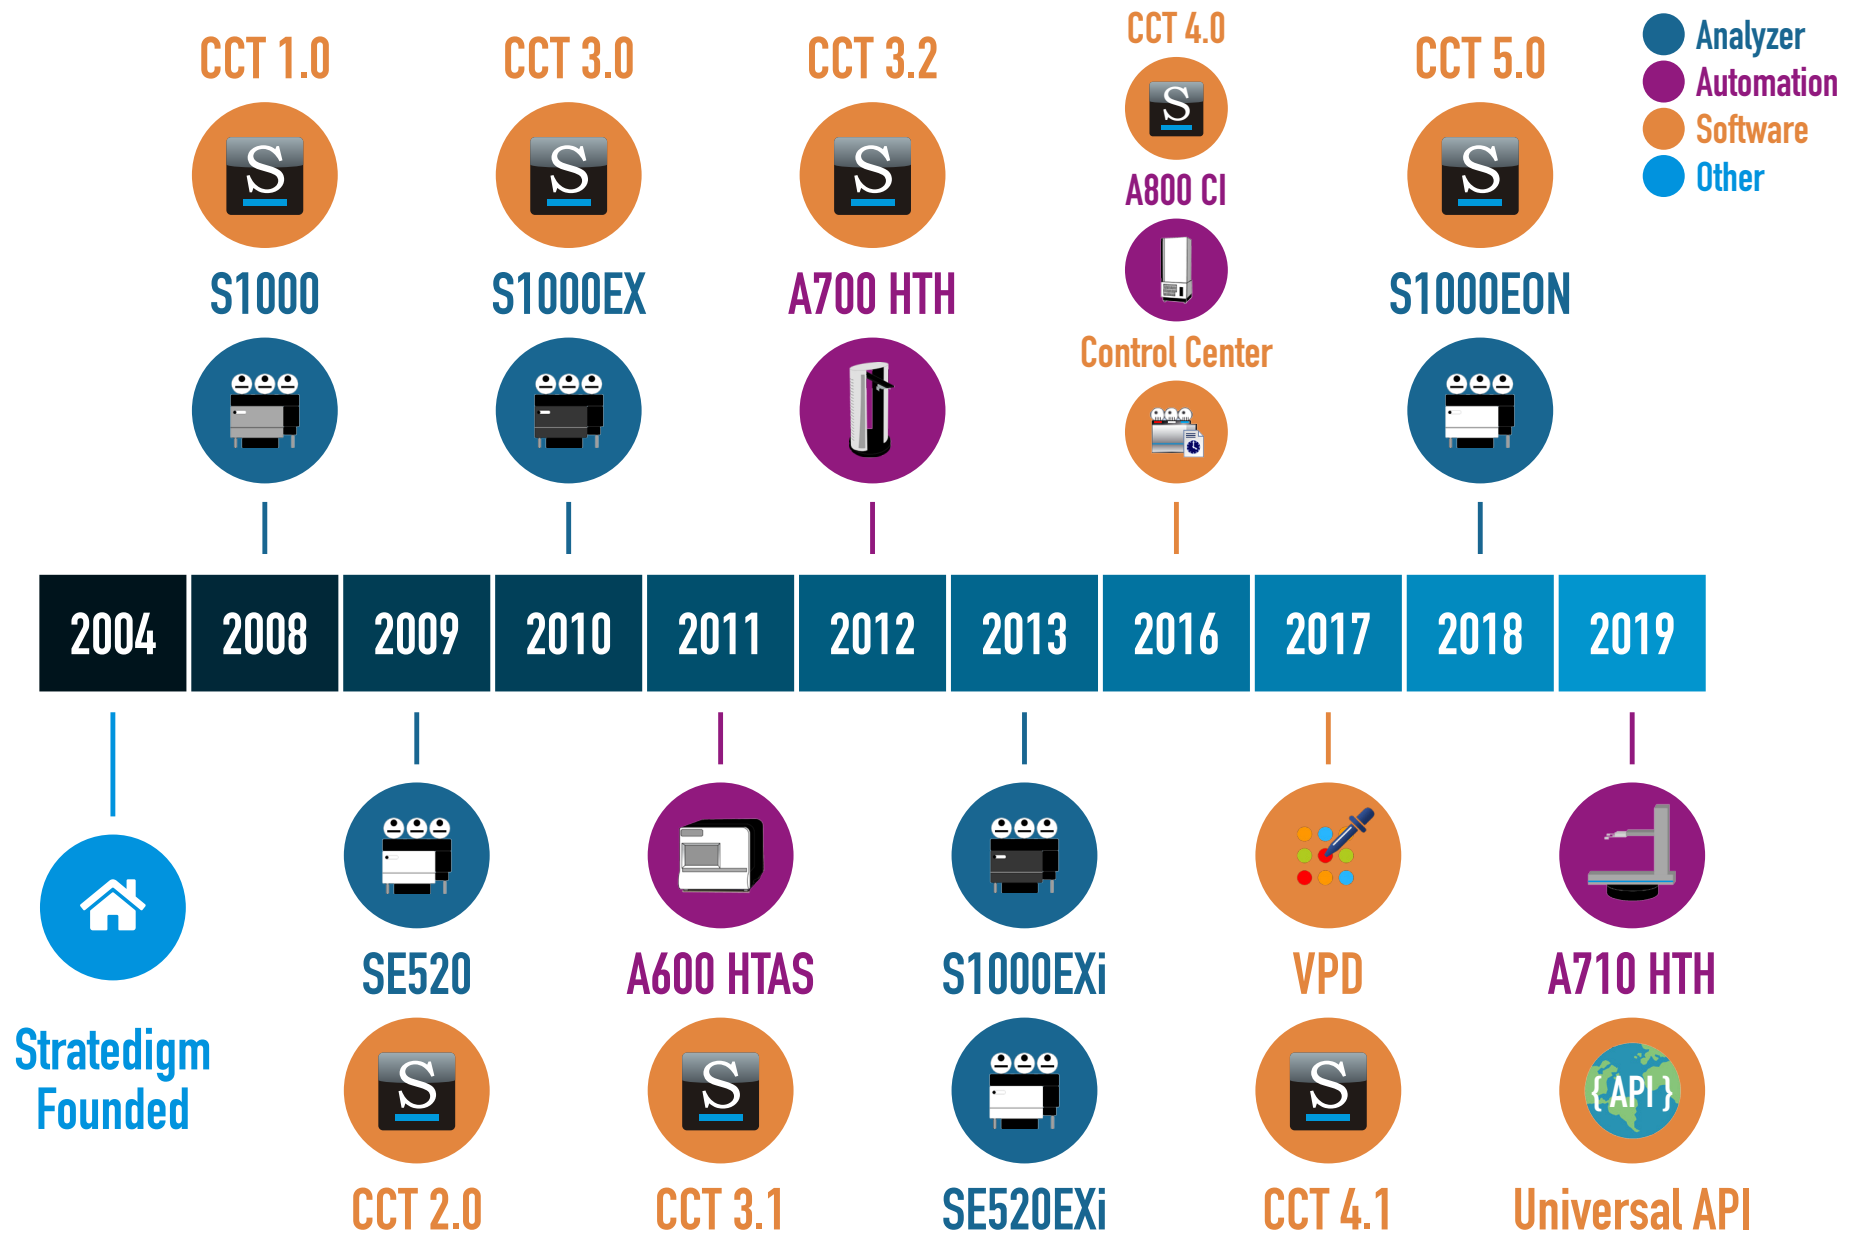 CCT 1.0
S
S1000
CCT 3.0
S
S1000EX
CCT 3.2
S
A700 HTH
CCT 4.0
S
A800 CI
Control Center
CCT 5.0
S
S1000EON
Analyzer
Automation
Software
Other
2004
2008
2009
2010
2011
2012
2013
2016
2017
2018
2019
Stratedigm
Founded
SE520
S
CCT 2.0
A600 HTAS
S
CCT 3.1
S1000EXi
SE520EXi
VPD
S
CCT 4.1
A710 HTH
{ API }
Universal API